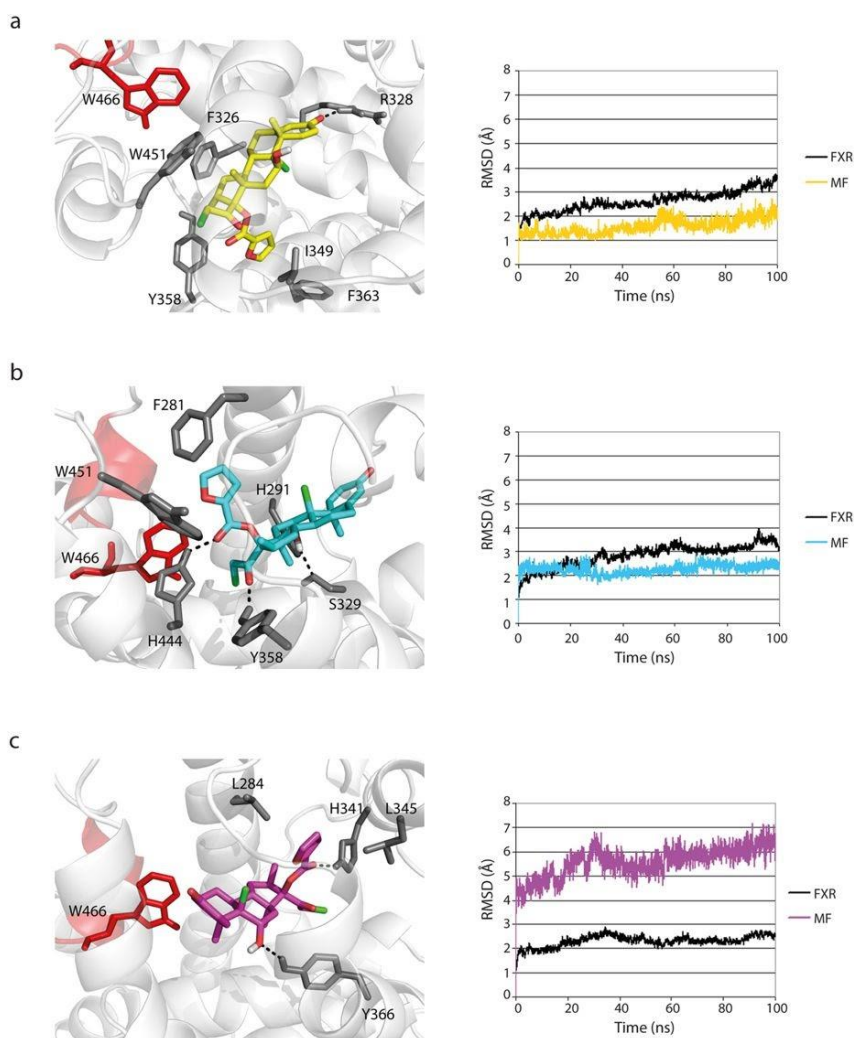 a
W466
F326
R328
W451
I349
Y358
F363
8
7
6
5
4
3
2
1
0
RMSD (Å)
0 20 40 60 80 100
Time (ns)
FXR
MF
b
F281
W451
H291
W466
S329
H444
Y358
8
7
6
5
4
3
2
1
0
RMSD (Å)
0 20 40 60 80 100
Time (ns)
FXR
MF
c
L284
H341 L345
W466
Y366
8
7
6
5
4
3
2
1
0
RMSD (Å)
0 20 40 60 80 100
Time (ns)
FXR
MF